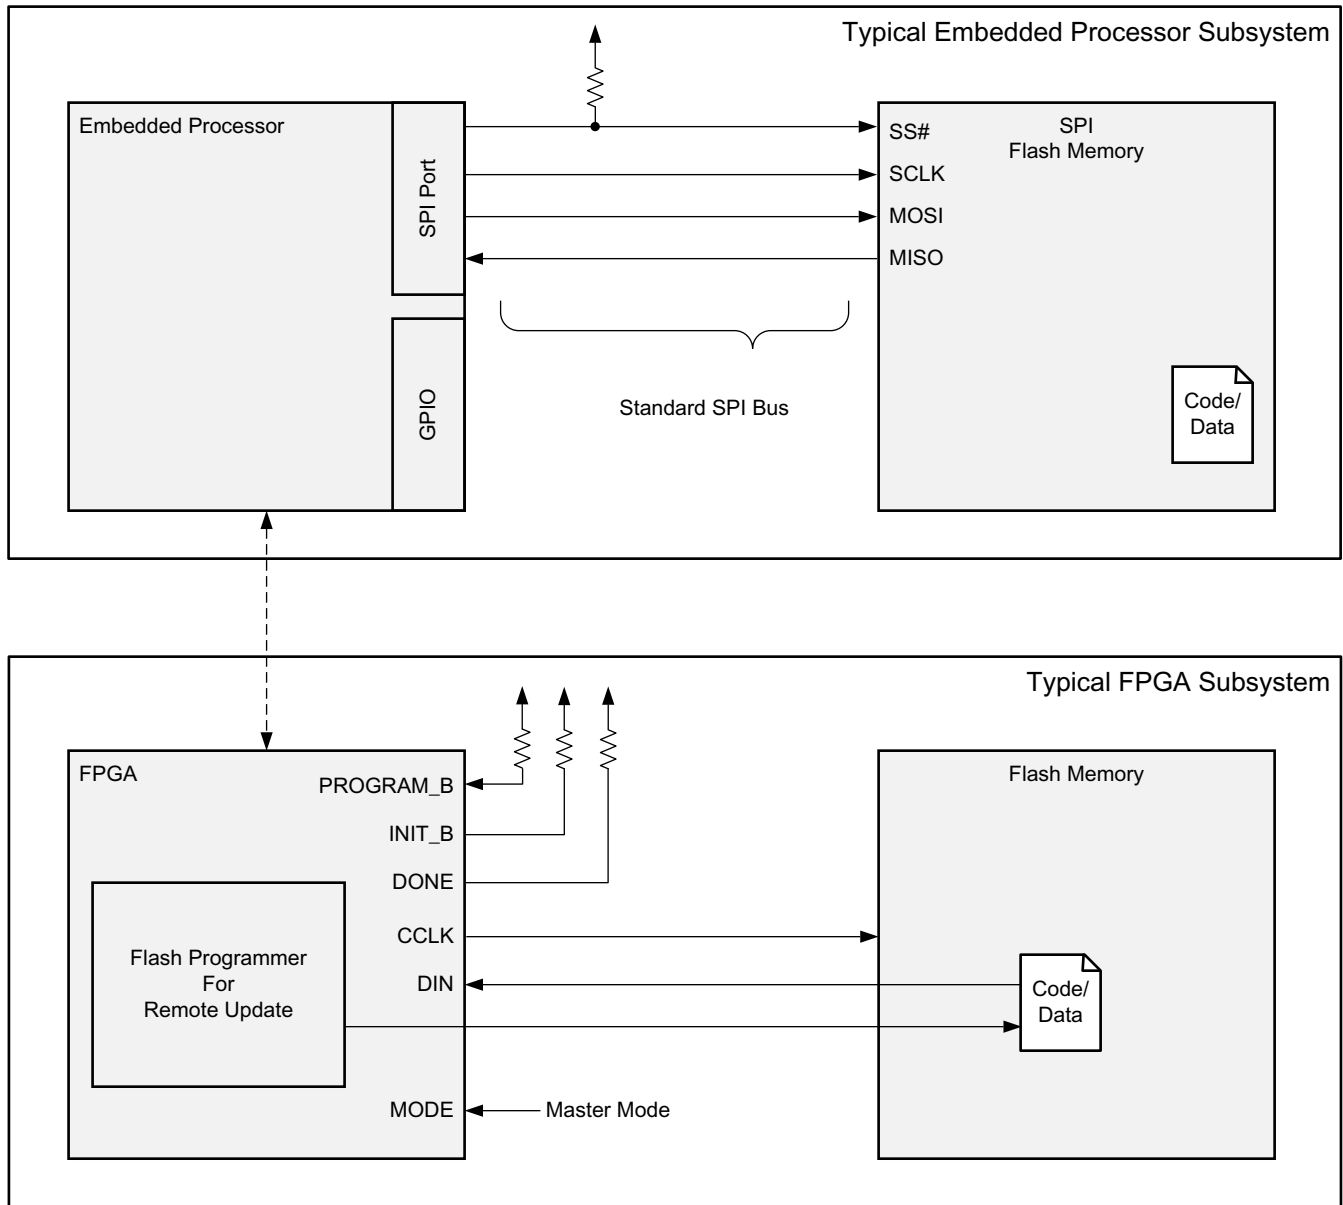 Typical Embedded Processor Subsystem
Embedded Processor
SPI Port
GPIO
SS#
SCLK
MOSI
MISO
SPI
Flash Memory
Standard SPI Bus
Code/
Data
Typical FPGA Subsystem
FPGA
PROGRAM_B
INIT_B
DONE
CCLK
DIN
MODE
Flash Programmer
For
Remote Update
Master Mode
Flash Memory
Code/
Data